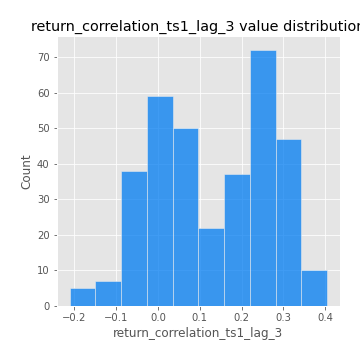 return_correlation_ts1_lag_3 value distribution
70
60
50
40
30
20
10
0
Count
−0.2 −0.1 0.0 0.1 0.2 0.3 0.4
return_correlation_ts1_lag_3